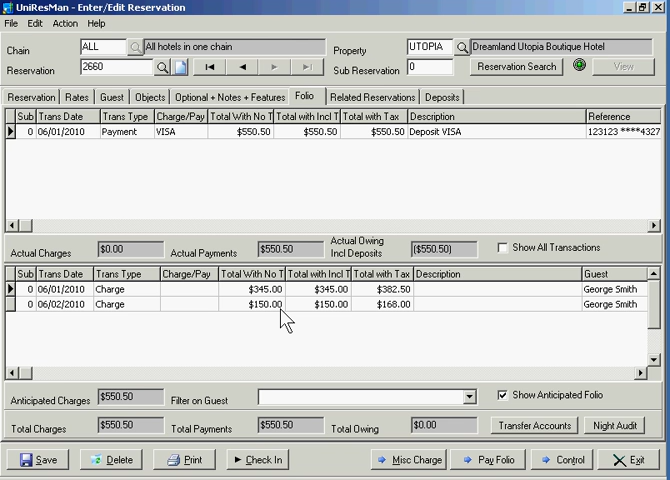 UniResMan - Enter/Edit Reservation
File Edit Action Help
Chain ALL All hotels in one chain Property UTOPIA Dreamland Utopia Boutique Hotel
Reservation 2660 Sub Reservation 0 Reservation Search View
Reservation Rates Guest Objects Optional + Notes + Features Folio Related Reservations Deposits
Sub Trans Date Trans Type Charge/Pay Total With No T Total with Incl T Total with Tax Description Reference
0 06/01/2010 Payment VISA $550.50 $550.50 $550.50 Deposit VISA 123123 ****4327
Actual Charges $0.00 Actual Payments $550.50 Actual Owing Incl Deposits ($550.50) Show All Transactions
Sub Trans Date Trans Type Charge/Pay Total With No T Total with Incl T Total with Tax Description Guest
0 06/01/2010 Charge $345.00 $345.00 $382.50 George Smith
0 06/02/2010 Charge $150.00 $150.00 $168.00 George Smith
Anticipated Charges $550.50 Filter on Guest Show Anticipated Folio
Total Charges $550.50 Total Payments $550.50 Total Owing $0.00 Transfer Accounts Night Audit
Save Delete Print Check In Misc Charge Pay Folio Control Exit